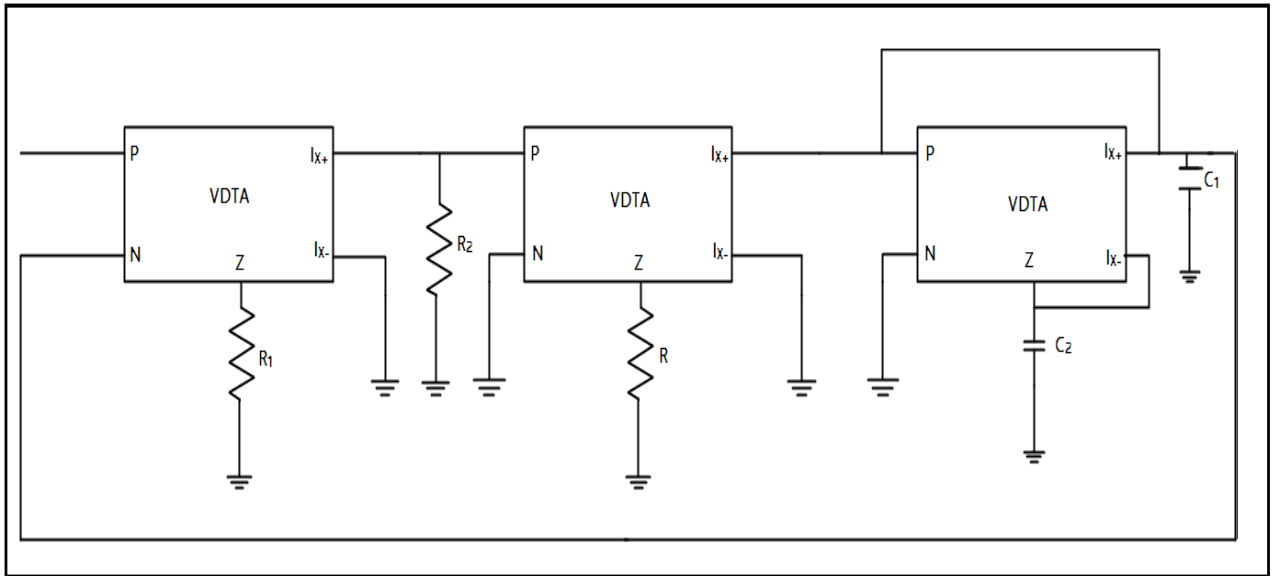 P
Ix+
VDTA
N
Ix-
Z
R1
R2
P
Ix+
VDTA
N
Ix-
Z
R
P
Ix+
VDTA
N
Ix-
Z
C1
C2